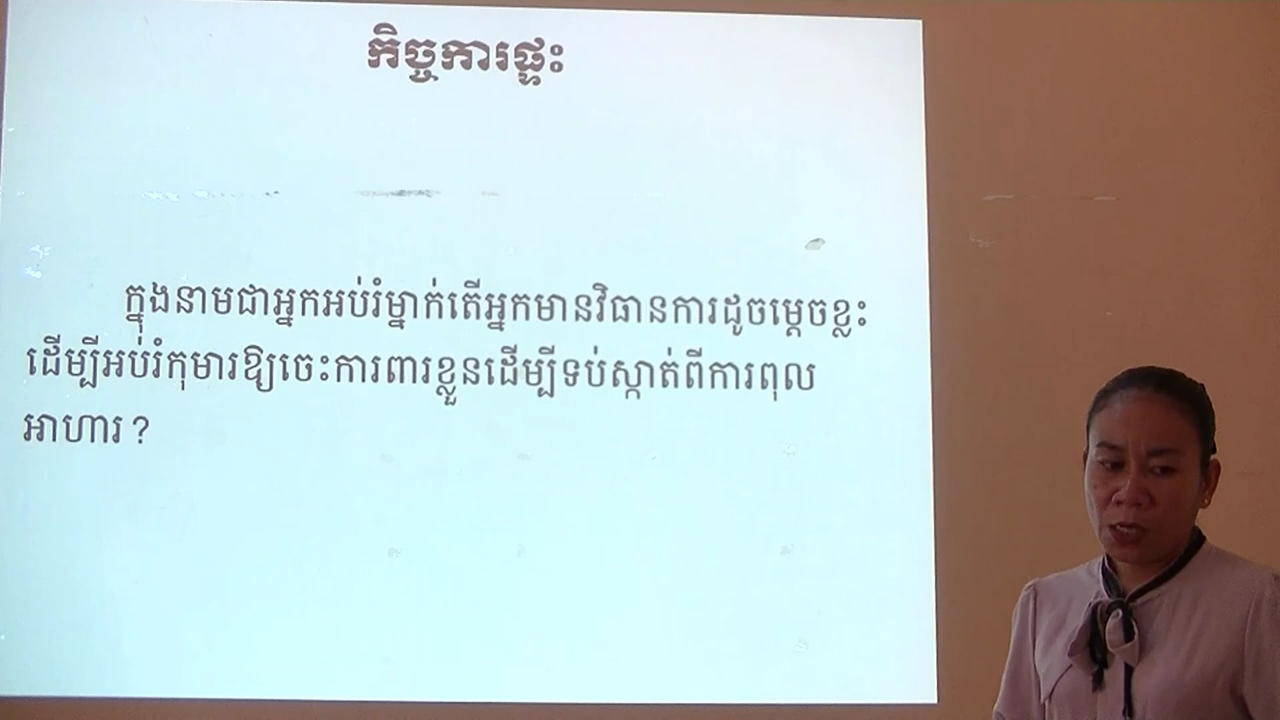 កិច្ចការផ្ទះ
ក្នុងនាមជាអ្នកអប់រំម្នាក់តើអ្នកមានវិធានការដូចម្តេចខ្លះ
ដើម្បីអប់រំកុមារឱ្យចេះការពារខ្លួនដើម្បីទប់ស្កាត់ពីការពុល
អាហារ ?